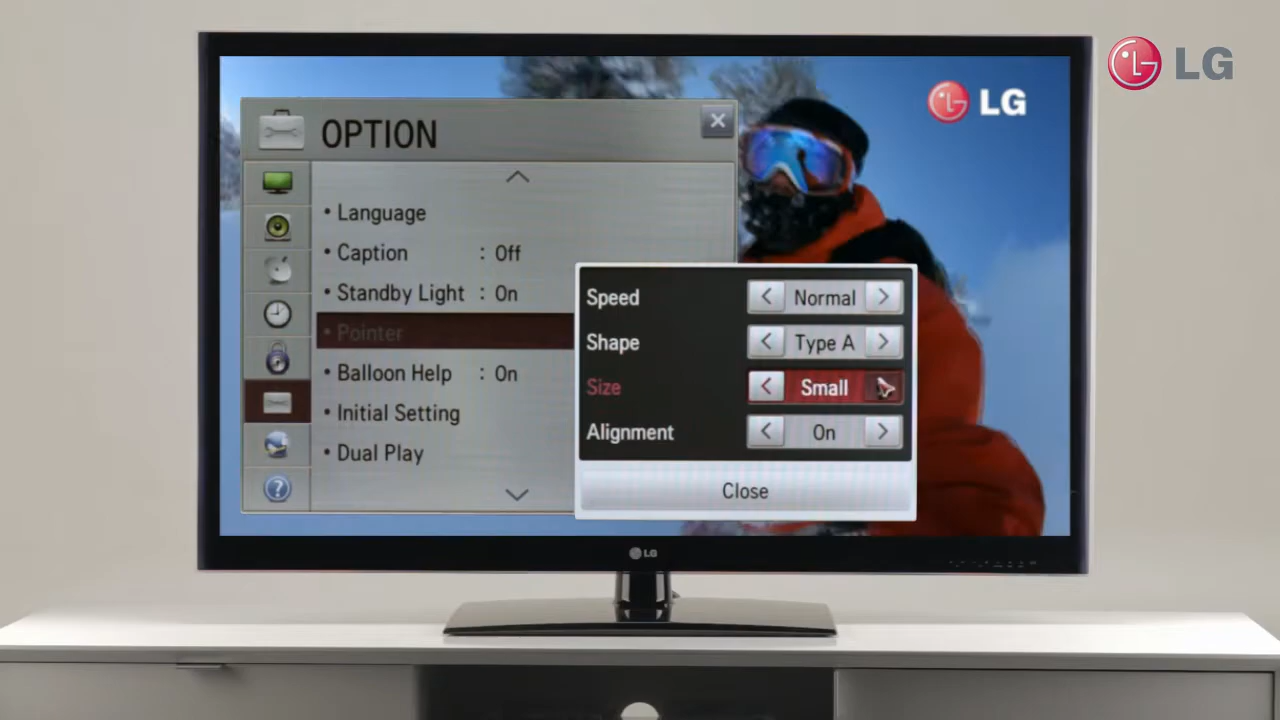 LG
LG
OPTION
• Language
• Caption : Off
• Standby Light : On
• Pointer
• Balloon Help : On
• Initial Setting
• Dual Play
Speed < Normal >
Shape < Type A >
Size < Small
Alignment < On >
Close
LG